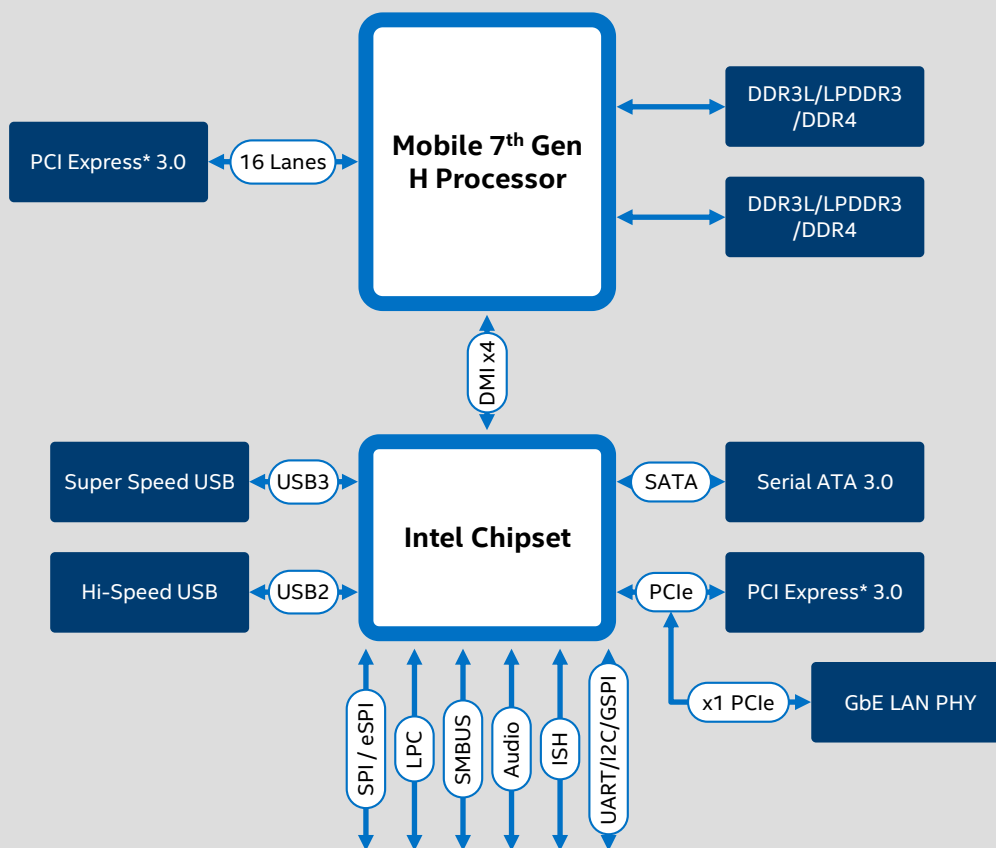 DDR3L/LPDDR3
/DDR4
PCI Express* 3.0
16 Lanes
Mobile 7th Gen
H Processor
DDR3L/LPDDR3
/DDR4
DMI x4
Super Speed USB
USB3
SATA
Serial ATA 3.0
Intel Chipset
Hi-Speed USB
USB2
PCIe
PCI Express* 3.0
x1 PCIe
GbE LAN PHY
SPI / eSPI
LPC
SMBUS
Audio
ISH
UART/I2C/GSPI